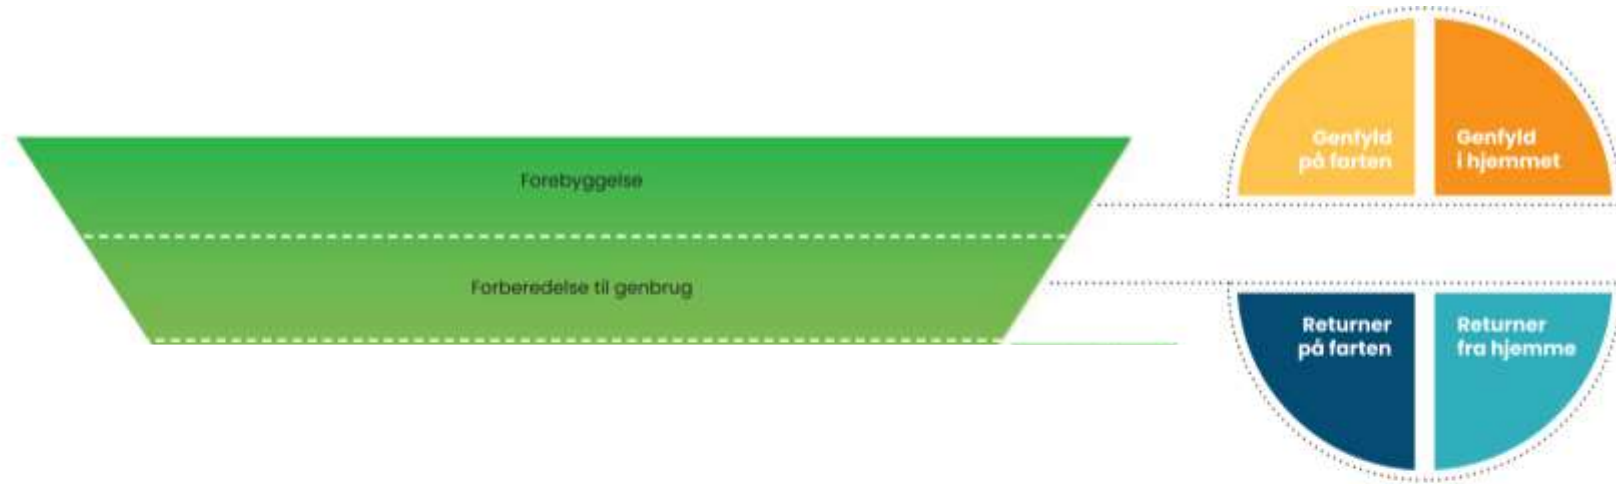 Forebyggelse
Forberedelse til genbrug
Genfyld
på farten
Genfyld
i hjemmet
Returner
på farten
Returner
fra hjemme